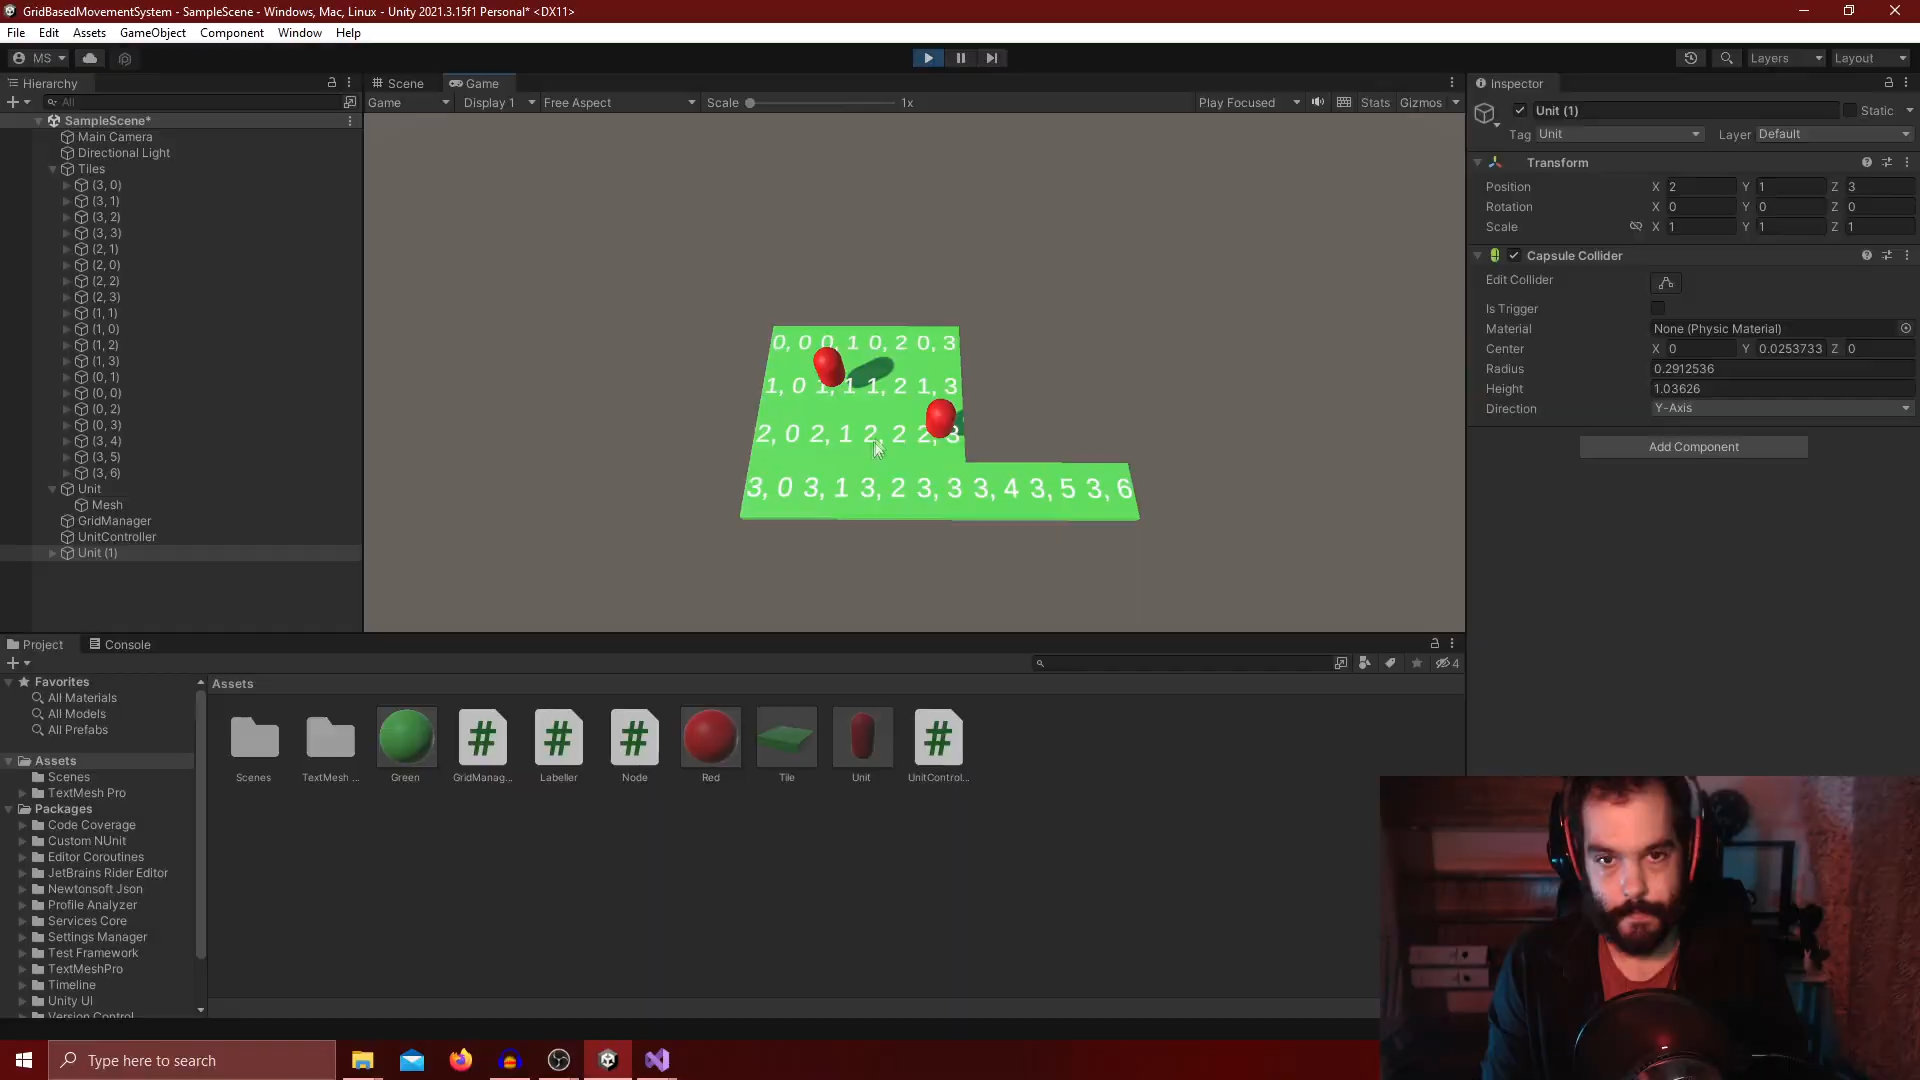 GridBasedMovementSystem - SampleScene - Windows, Mac, Linux - Unity 2021.3.15f1 Personal* <DX11>
File Edit Assets GameObject Component Window Help
MS
Layers Layout
Hierarchy
All
SampleScene*
Main Camera
Directional Light
Tiles
(3, 0)
(3, 1)
(3, 2)
(3, 3)
(2, 1)
(2, 0)
(2, 2)
(2, 3)
(1, 1)
(1, 0)
(1, 2)
(1, 3)
(0, 1)
(0, 0)
(0, 2)
(0, 3)
(3, 4)
(3, 5)
(3, 6)
Unit
Mesh
GridManager
UnitController
Unit (1)
Scene Game
Game Display 1 Free Aspect Scale 1x Play Focused Stats Gizmos
0, 0 0, 1 0, 2 0, 3
1, 0 1, 1 1, 2 1, 3
2, 0 2, 1 2, 2 2, 3
3, 0 3, 1 3, 2 3, 3 3, 4 3, 5 3, 6
Inspector
Unit (1) Static
Tag Unit Layer Default
Transform
Position X 2 Y 1 Z 3
Rotation X 0 Y 0 Z 0
Scale X 1 Y 1 Z 1
Capsule Collider
Edit Collider
Is Trigger
Material None (Physic Material)
Center X 0 Y 0.0253733 Z 0
Radius 0.2912536
Height 1.03626
Direction Y-Axis
Add Component
Project Console
4
Favorites
All Materials
All Models
All Prefabs
Assets
Scenes
TextMesh Pro
Packages
Code Coverage
Custom NUnit
Editor Coroutines
JetBrains Rider Editor
Newtonsoft Json
Profile Analyzer
Services Core
Settings Manager
Test Framework
TextMeshPro
Timeline
Unity UI
Version Control
Assets
Scenes TextMesh ... Green GridManag... Labeller Node Red Tile Unit UnitControl...
Type here to search